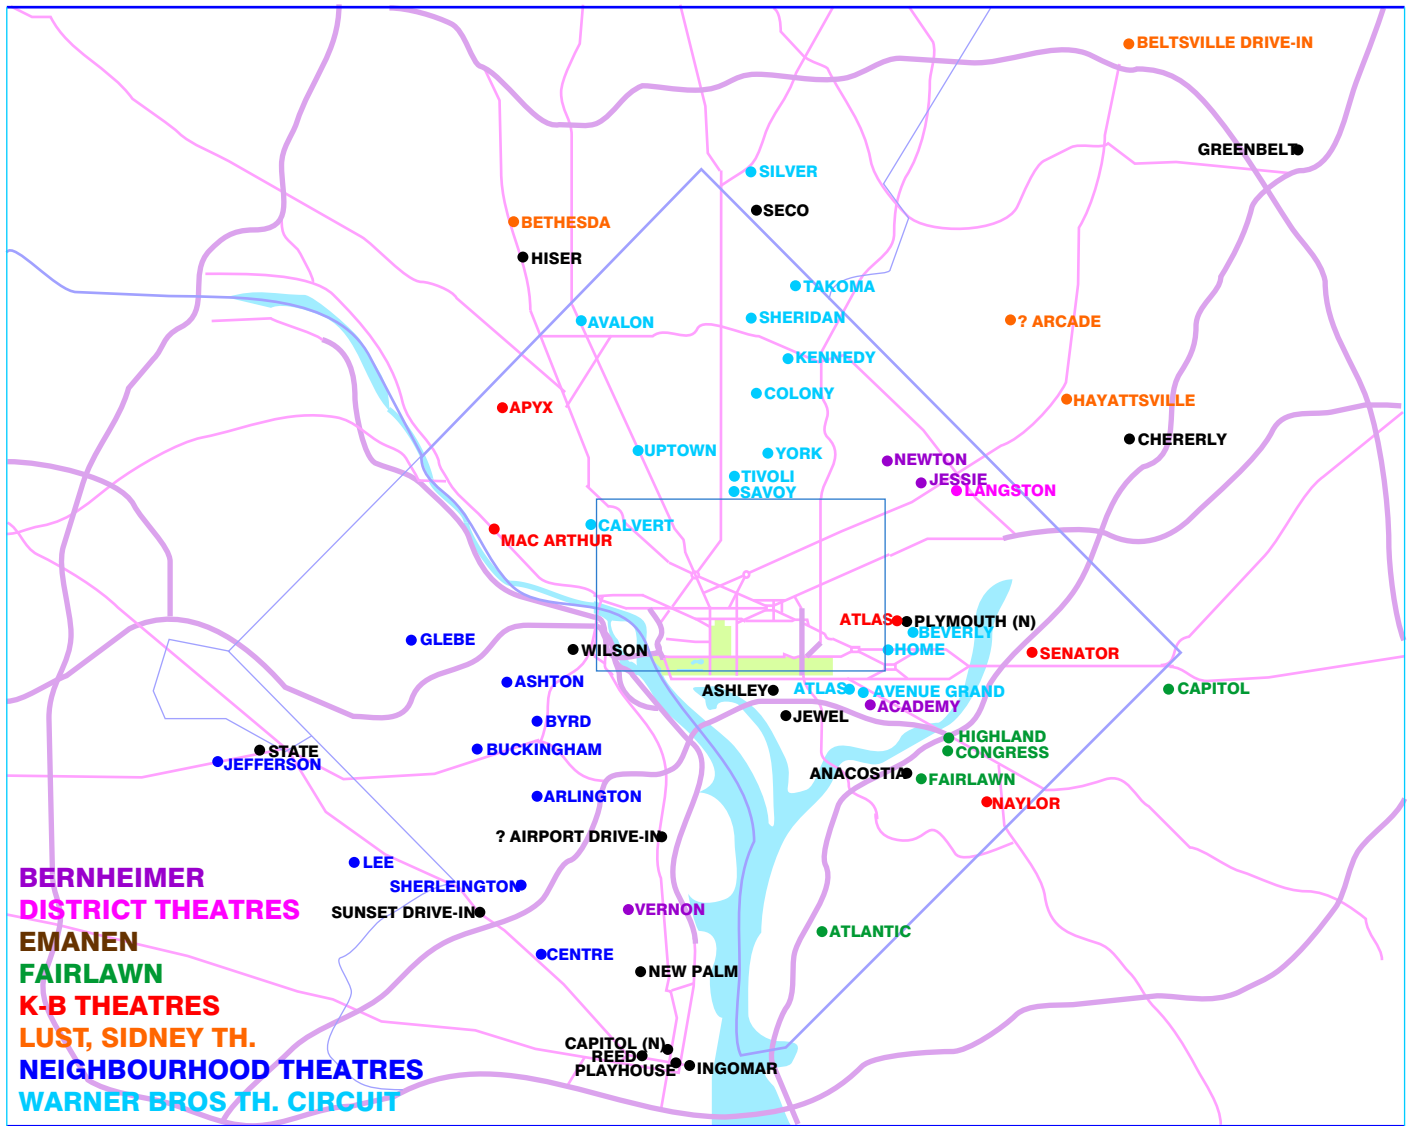 BELTSVILLE DRIVE-IN
GREENBELT
SILVER
SECO
BETHESDA
HISER
TAKOMA
SHERIDAN
AVALON
? ARCADE
KENNEDY
COLONY
HAYATTSVILLE
APYX
CHERERLY
UPTOWN
YORK
NEWTON
TIVOLI
JESSIE
SAVOY
LANGSTON
CALVERT
MAC ARTHUR
ATLAS
PLYMOUTH (N)
BEVERLY
GLEBE
WILSON
HOME
SENATOR
ASHTON
ASHLEY
ATLAS
AVENUE GRAND
CAPITOL
ACADEMY
BYRD
JEWEL
HIGHLAND
BUCKINGHAM
CONGRESS
STATE
JEFFERSON
ANACOSTIA
FAIRLAWN
ARLINGTON
NAYLOR
? AIRPORT DRIVE-IN
LEE
SHERLEINGTON
SUNSET DRIVE-IN
VERNON
ATLANTIC
CENTRE
NEW PALM
CAPITOL (N)
REED
PLAYHOUSE
INGOMAR
BERNHEIMER
DISTRICT THEATRES
EMANEN
FAIRLAWN
K-B THEATRES
LUST, SIDNEY TH.
NEIGHBOURHOOD THEATRES
WARNER BROS TH. CIRCUIT